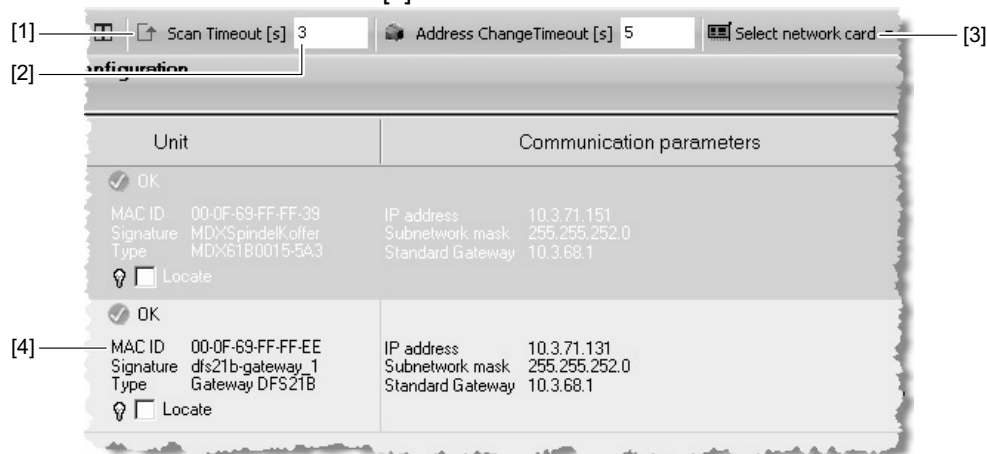 [1] Scan Timeout [s] 3 Address ChangeTimeout [s] 5 Select network card [3]
[2] onfiguration
Unit Communication parameters
OK
MAC ID 00-0F-69-FF-FF-39 IP address 10.3.71.151
Signature MDXSpindelKoffer Subnetwork mask 255.255.252.0
Type MDX61B0015-5A3 Standard Gateway 10.3.68.1
Locate
OK
[4] MAC ID 00-0F-69-FF-FF-EE IP address 10.3.71.131
Signature dfs21b-gateway_1 Subnetwork mask 255.255.252.0
Type Gateway DFS21B Standard Gateway 10.3.68.1
Locate